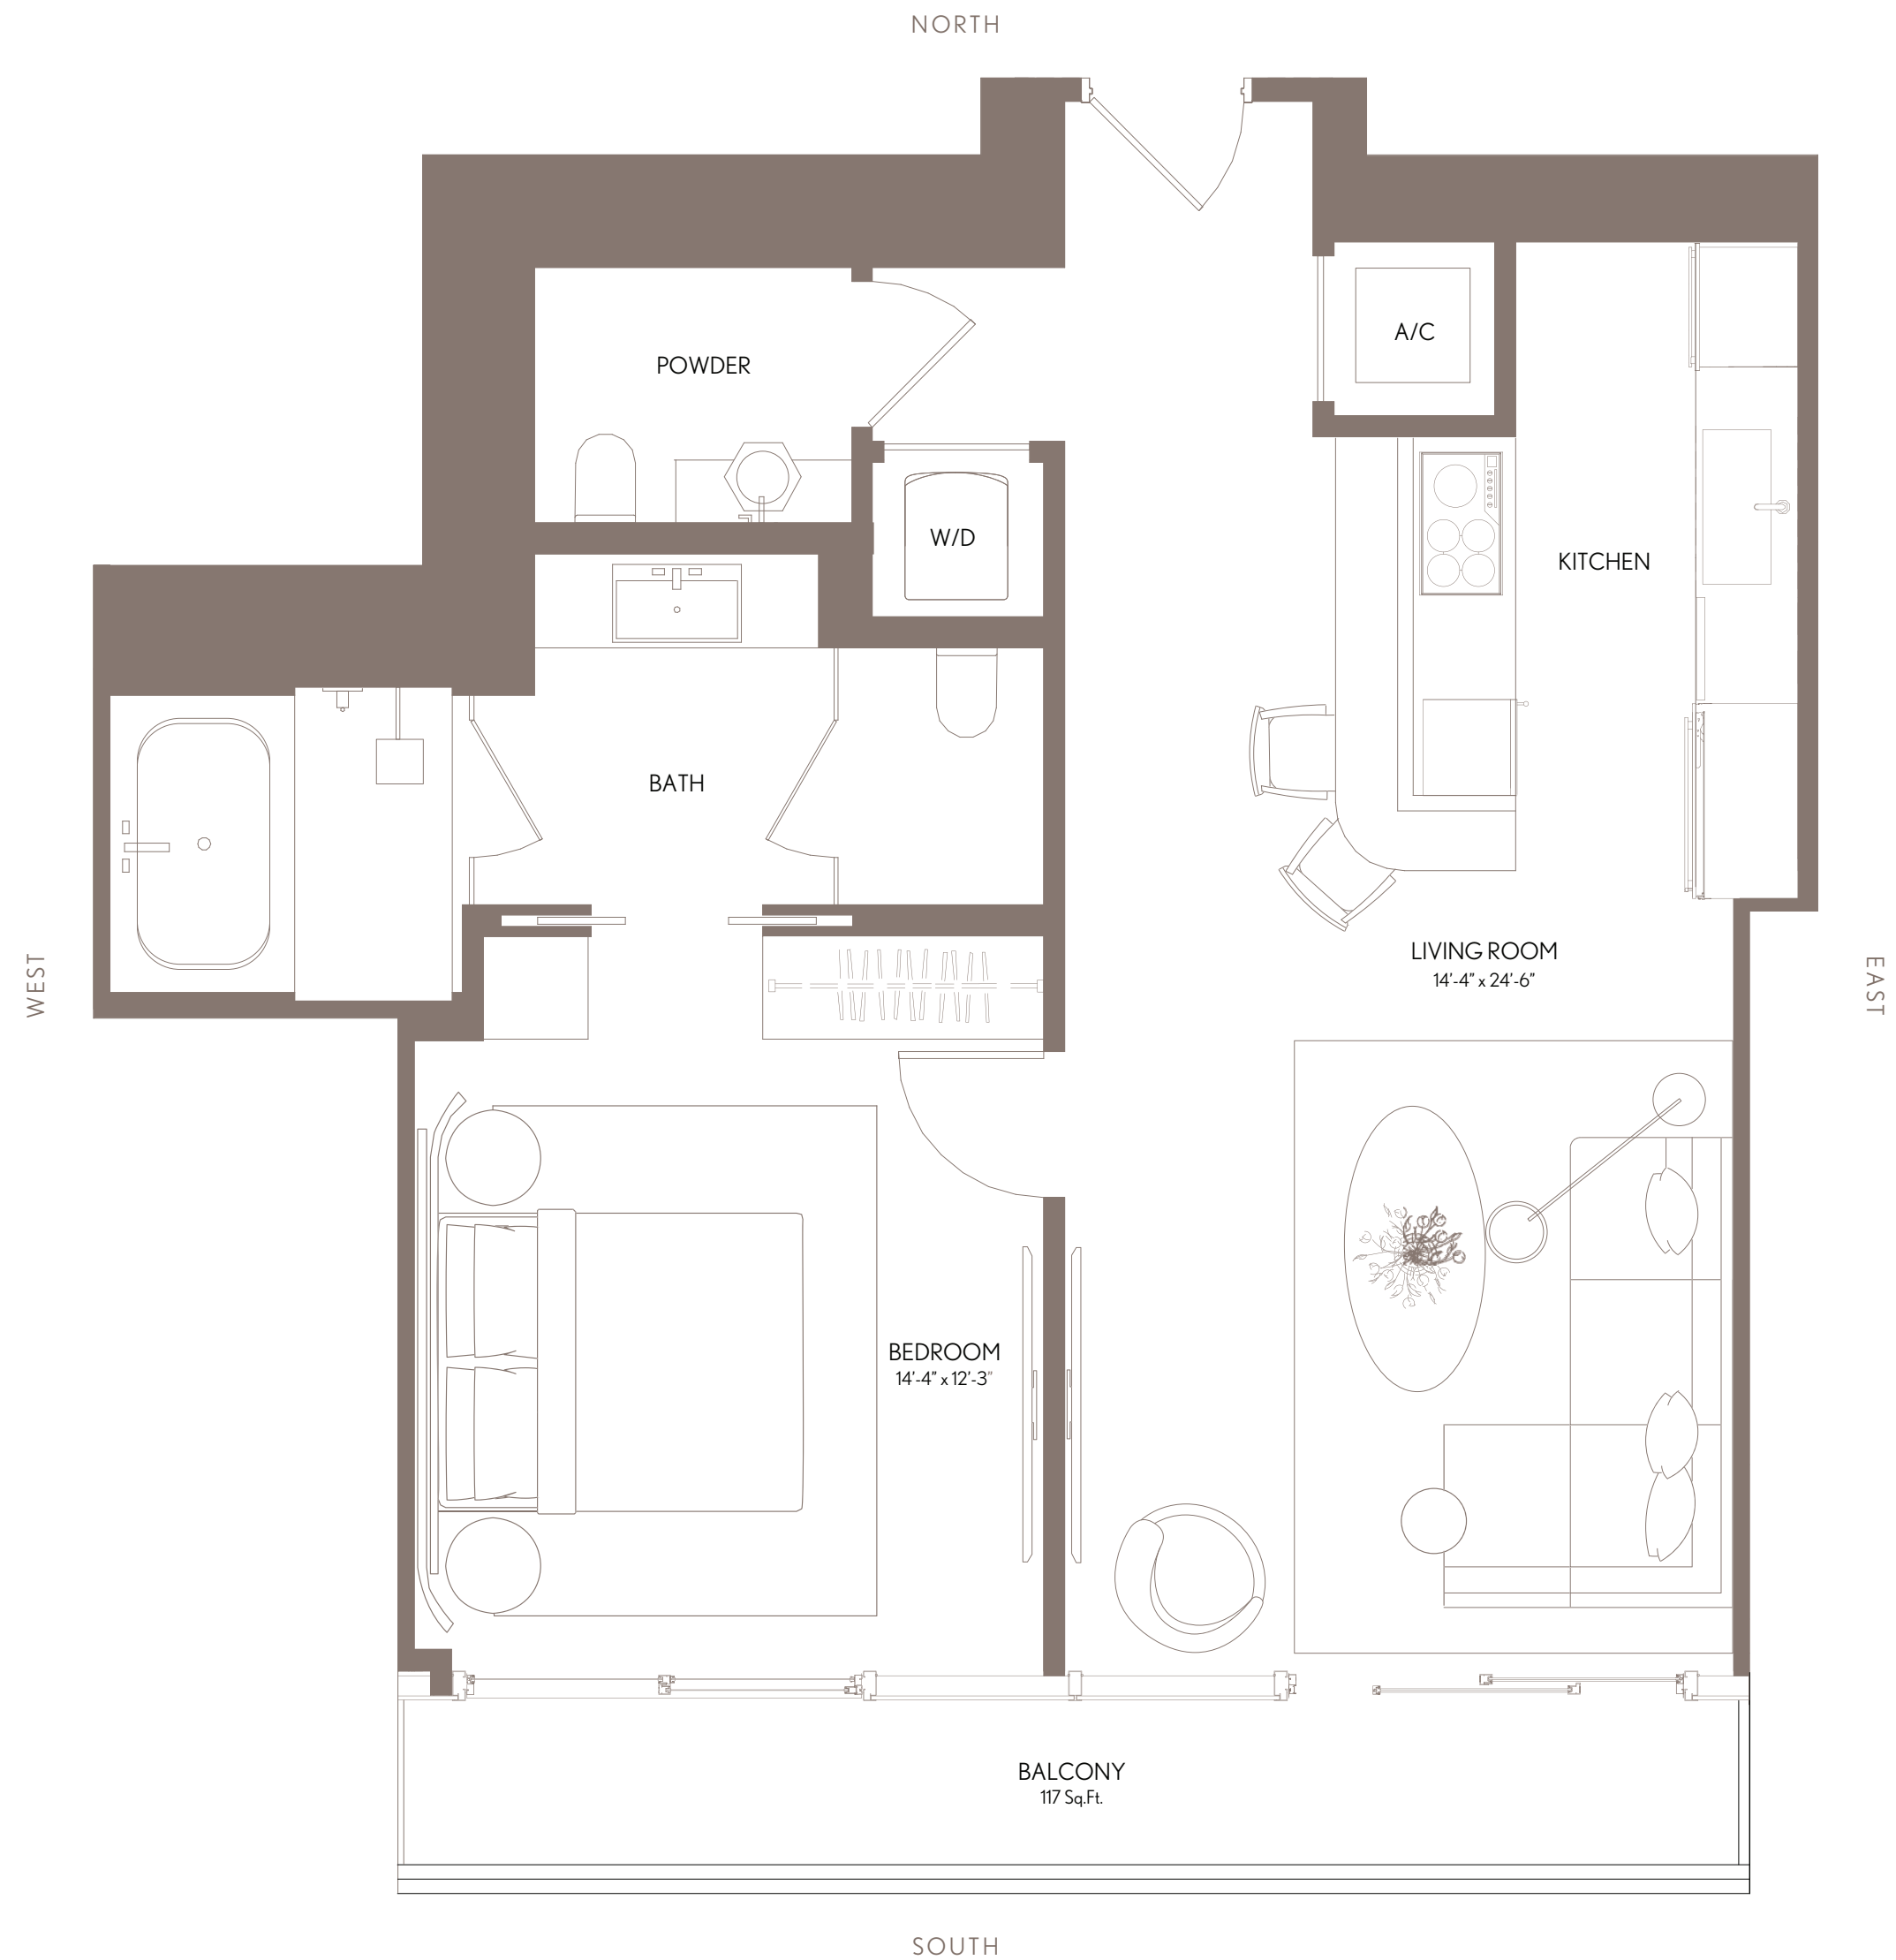 NORTH
A/C
POWDER
W/D
KITCHEN
BATH
LIVING ROOM
14'-4" x 24'-6"
WEST
EAST
BEDROOM
14'-4" x 12'-3"
BALCONY
117 Sq.Ft.
SOUTH